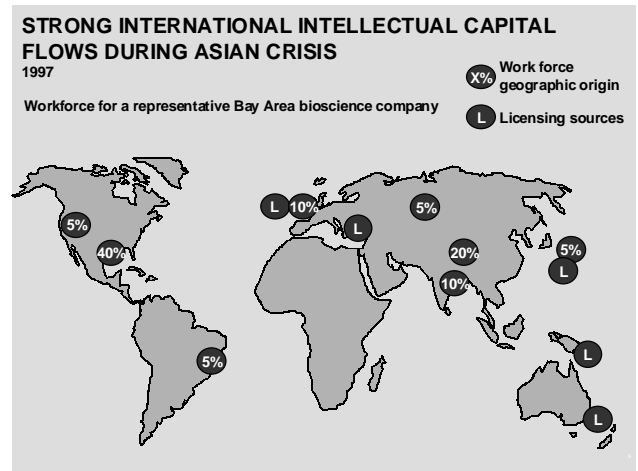 STRONG INTERNATIONAL INTELLECTUAL CAPITAL
FLOWS DURING ASIAN CRISIS
1997
X% Work force
geographic origin
Workforce for a representative Bay Area bioscience company
L Licensing sources
L 10% 5%
5% L
40% 20% 5%
10% L
5% L
L